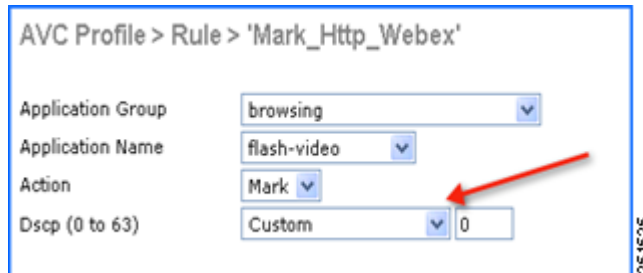 AVC Profile > Rule > 'Mark_Http_Webex'
Application Group browsing
Application Name flash-video
Action Mark
Dscp (0 to 63) Custom 0